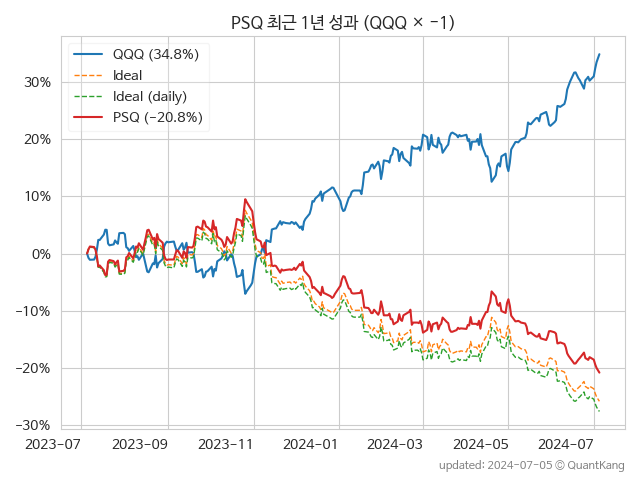 PSQ 최근 1년 성과 (QQQ × −1)
QQQ (34.8%)
Ideal
Ideal (daily)
PSQ (−20.8%)
30%
20%
10%
0%
−10%
−20%
−30%
2023-07
2023-09
2023-11
2024-01
2024-03
2024-05
2024-07
updated: 2024-07-05 © QuantKang